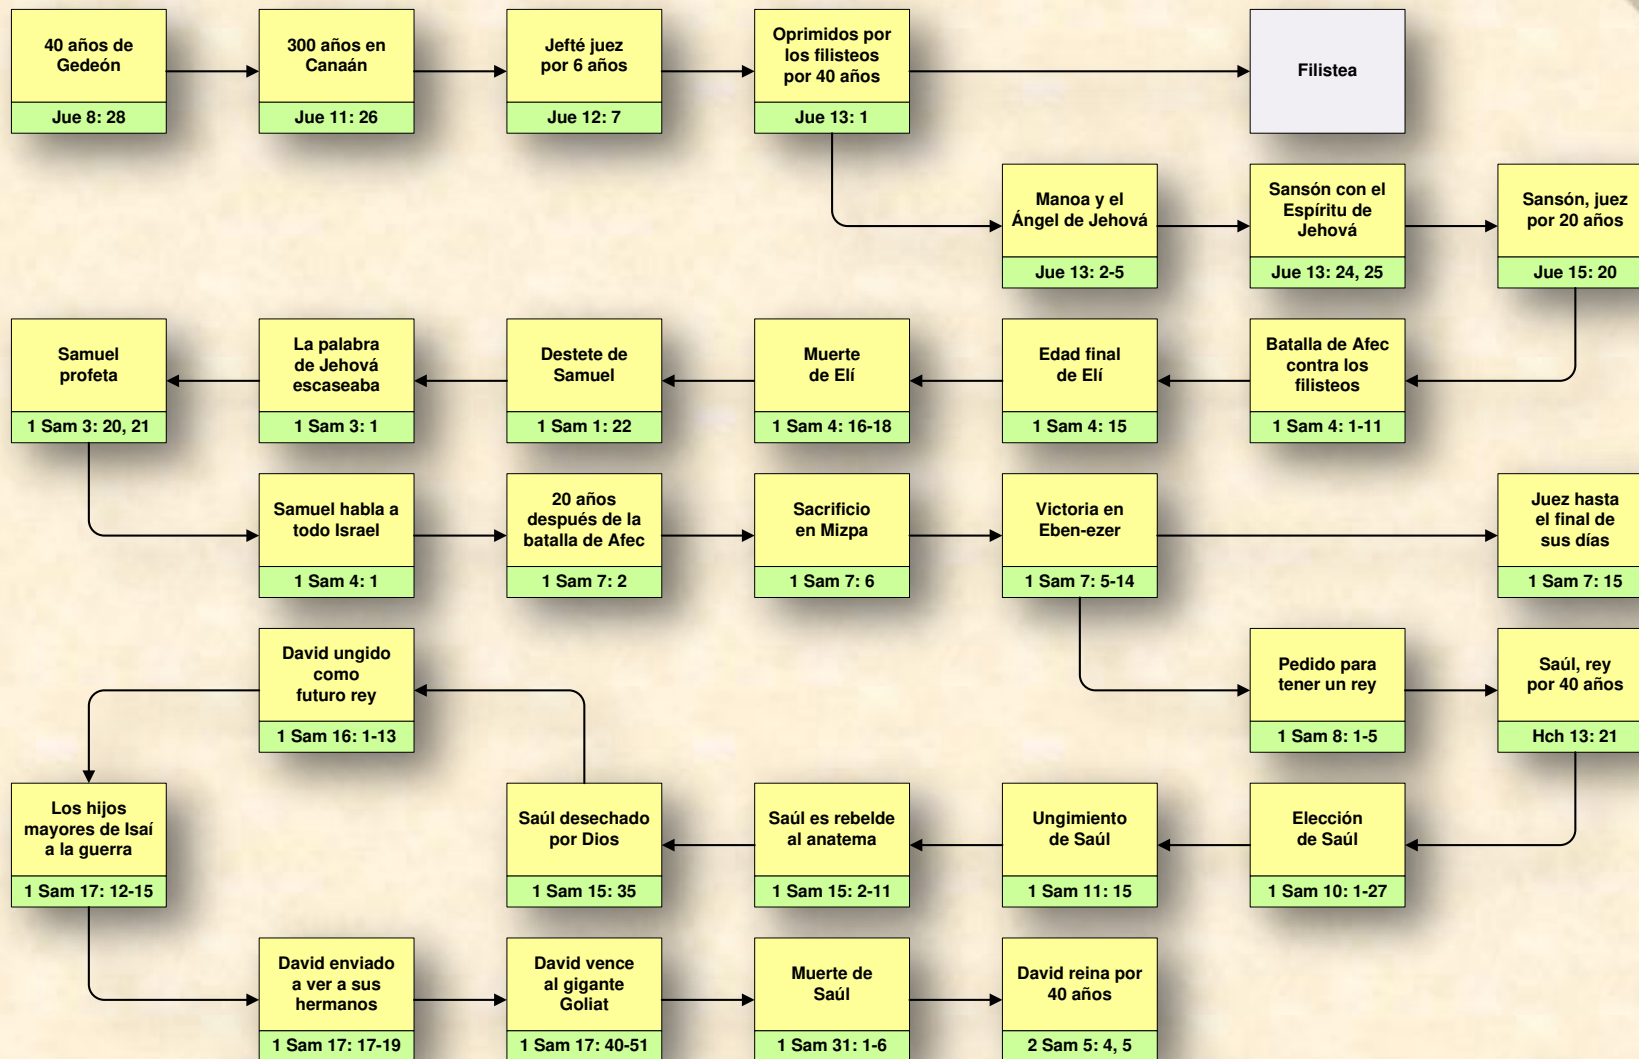 40 años de
Gedeón
Jue 8: 28
300 años en
Canaán
Jue 11: 26
Jefté juez
por 6 años
Jue 12: 7
Oprimidos por
los filisteos
por 40 años
Jue 13: 1
Filistea
Manoa y el
Ángel de Jehová
Jue 13: 2-5
Sansón con el
Espíritu de
Jehová
Jue 13: 24, 25
Sansón, juez
por 20 años
Jue 15: 20
Samuel
profeta
1 Sam 3: 20, 21
La palabra
de Jehová
escaseaba
1 Sam 3: 1
Destete de
Samuel
1 Sam 1: 22
Muerte
de Elí
1 Sam 4: 16-18
Edad final
de Elí
1 Sam 4: 15
Batalla de Afec
contra los
filisteos
1 Sam 4: 1-11
Samuel habla a
todo Israel
1 Sam 4: 1
20 años
después de la
batalla de Afec
1 Sam 7: 2
Sacrificio
en Mizpa
1 Sam 7: 6
Victoria en
Eben-ezer
1 Sam 7: 5-14
Juez hasta
el final de
sus días
1 Sam 7: 15
David ungido
como
futuro rey
1 Sam 16: 1-13
Pedido para
tener un rey
1 Sam 8: 1-5
Saúl, rey
por 40 años
Hch 13: 21
Los hijos
mayores de Isaí
a la guerra
1 Sam 17: 12-15
Saúl desechado
por Dios
1 Sam 15: 35
Saúl es rebelde
al anatema
1 Sam 15: 2-11
Ungimiento
de Saúl
1 Sam 11: 15
Elección
de Saúl
1 Sam 10: 1-27
David enviado
a ver a sus
hermanos
1 Sam 17: 17-19
David vence
al gigante
Goliat
1 Sam 17: 40-51
Muerte de
Saúl
1 Sam 31: 1-6
David reina por
40 años
2 Sam 5: 4, 5